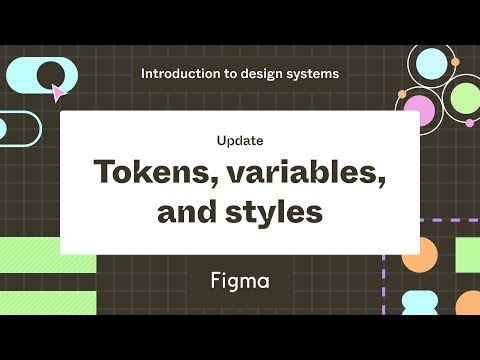 Introduction to design systems
Update
Tokens, variables,
and styles
Figma